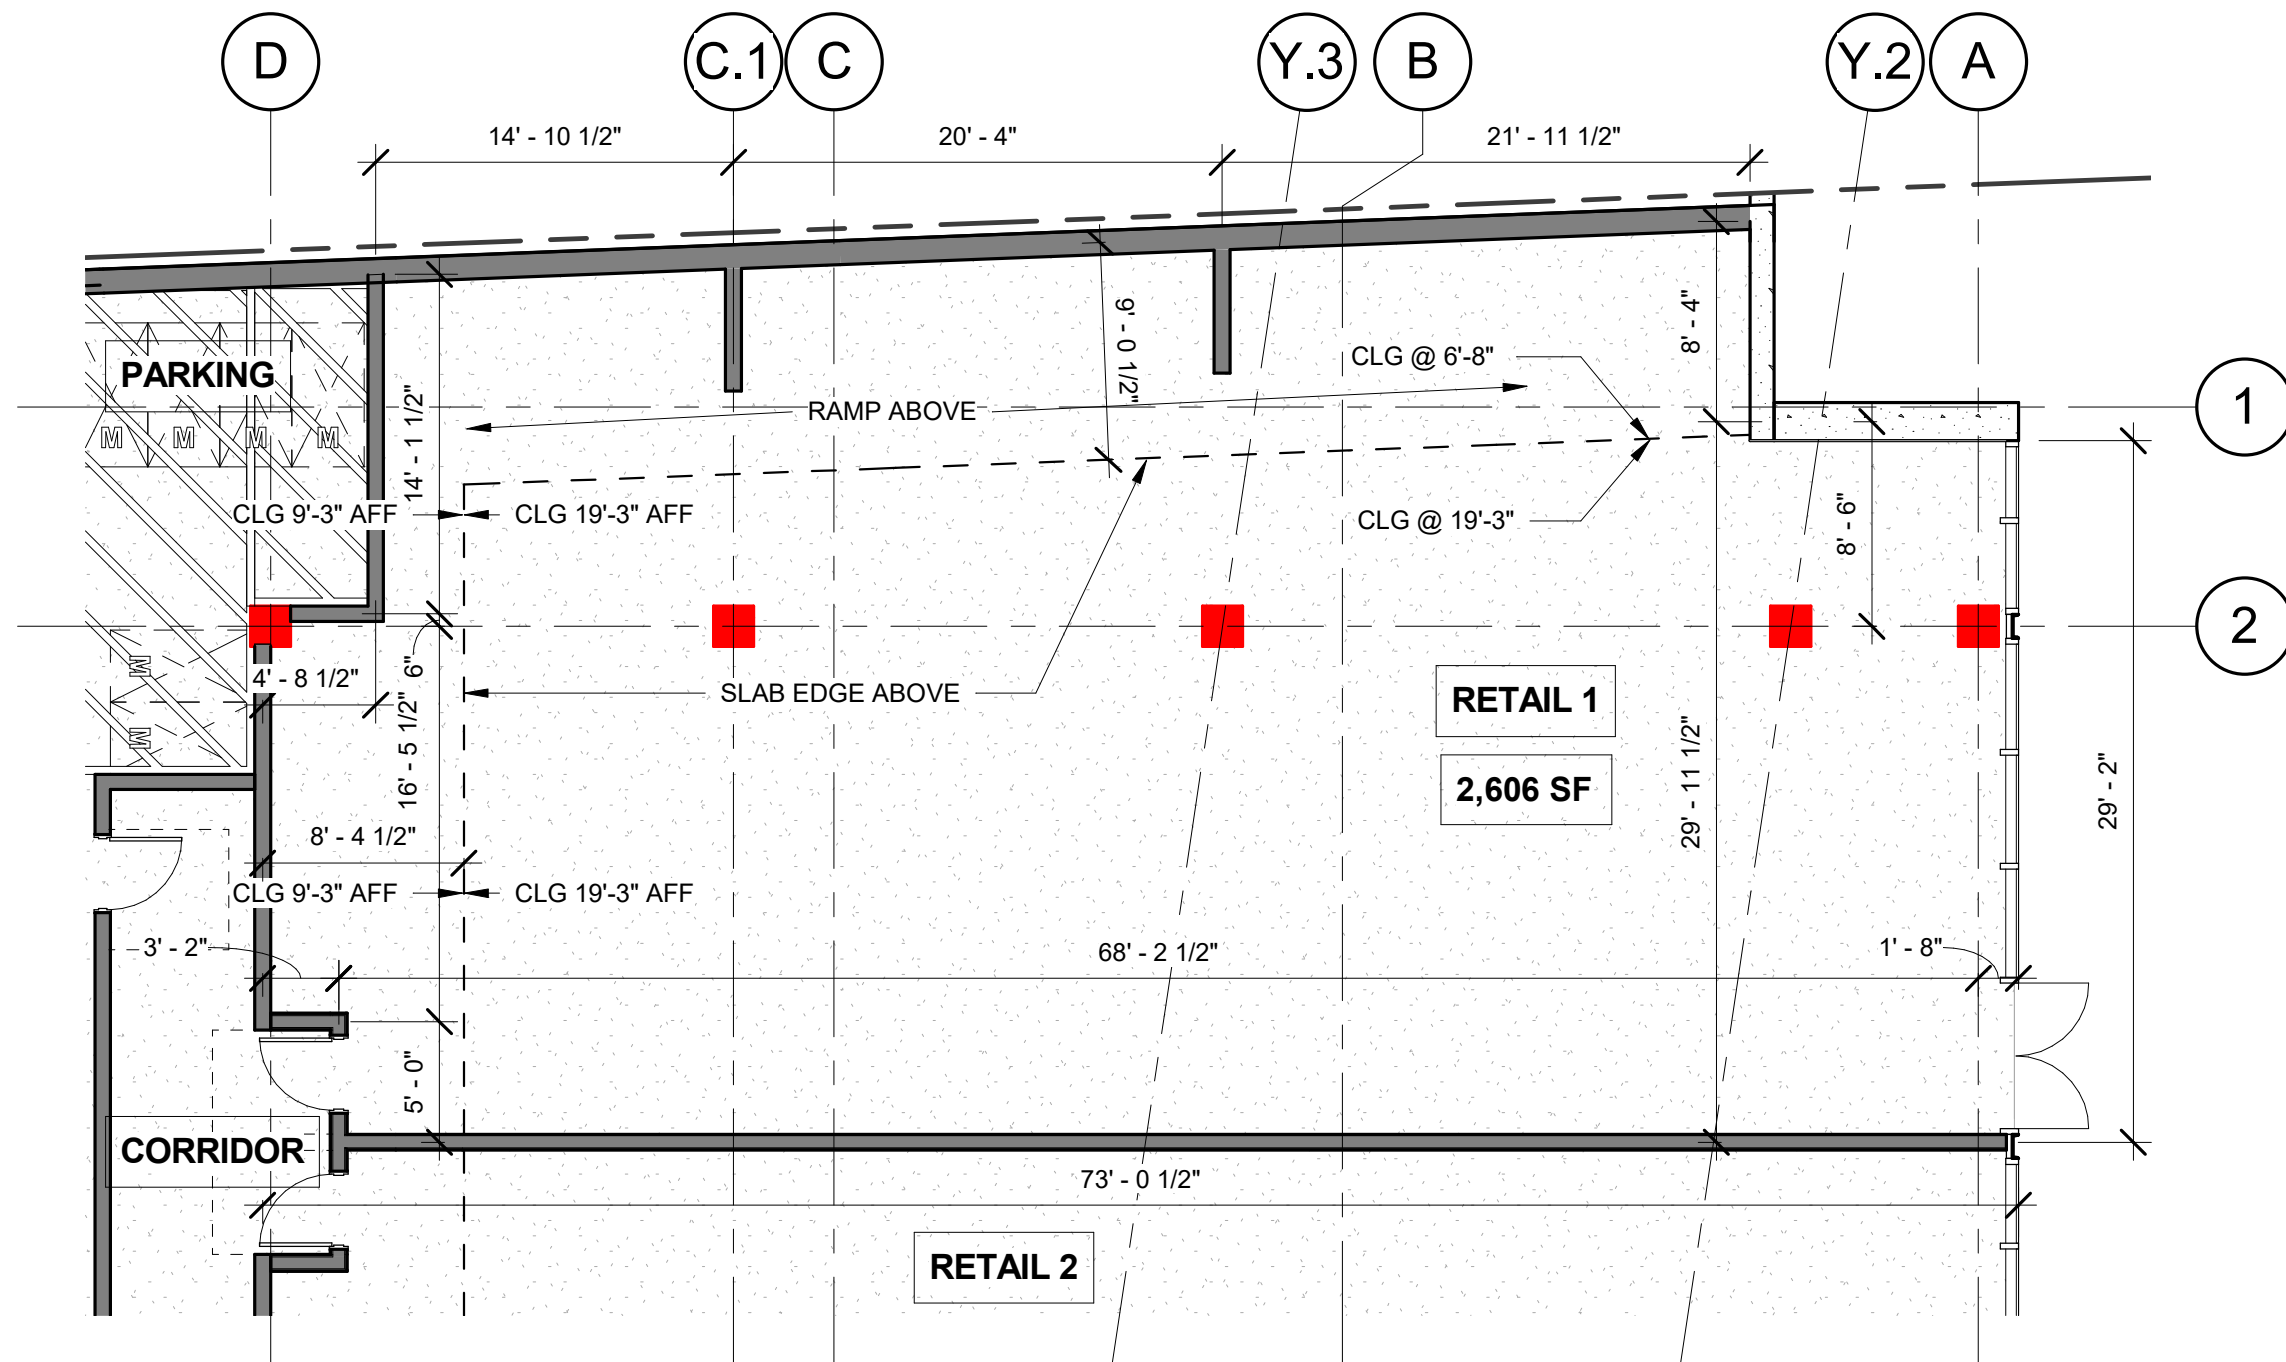 D
C.1
C
Y.3
B
Y.2
A
14' - 10 1/2"
20' - 4"
21' - 11 1/2"
9' - 0 1/2"
8' - 4"
CLG @ 6'-8"
PARKING
RAMP ABOVE
1
M
M
M
M
14' - 1 1/2"
CLG 9'-3" AFF
CLG 19'-3" AFF
CLG @ 19'-3"
8' - 6"
2
M
6"
4' - 8 1/2"
SLAB EDGE ABOVE
RETAIL 1
M
16' - 5 1/2"
2,606 SF
29' - 11 1/2"
29' - 2"
8' - 4 1/2"
CLG 9'-3" AFF
CLG 19'-3" AFF
3' - 2"
68' - 2 1/2"
1' - 8"
5' - 0"
CORRIDOR
73' - 0 1/2"
RETAIL 2